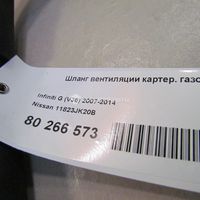 Шланг вентиляции картер. газо
Infiniti G (V36) 2007-2014
Nissan 11823JK20B
80 266 573